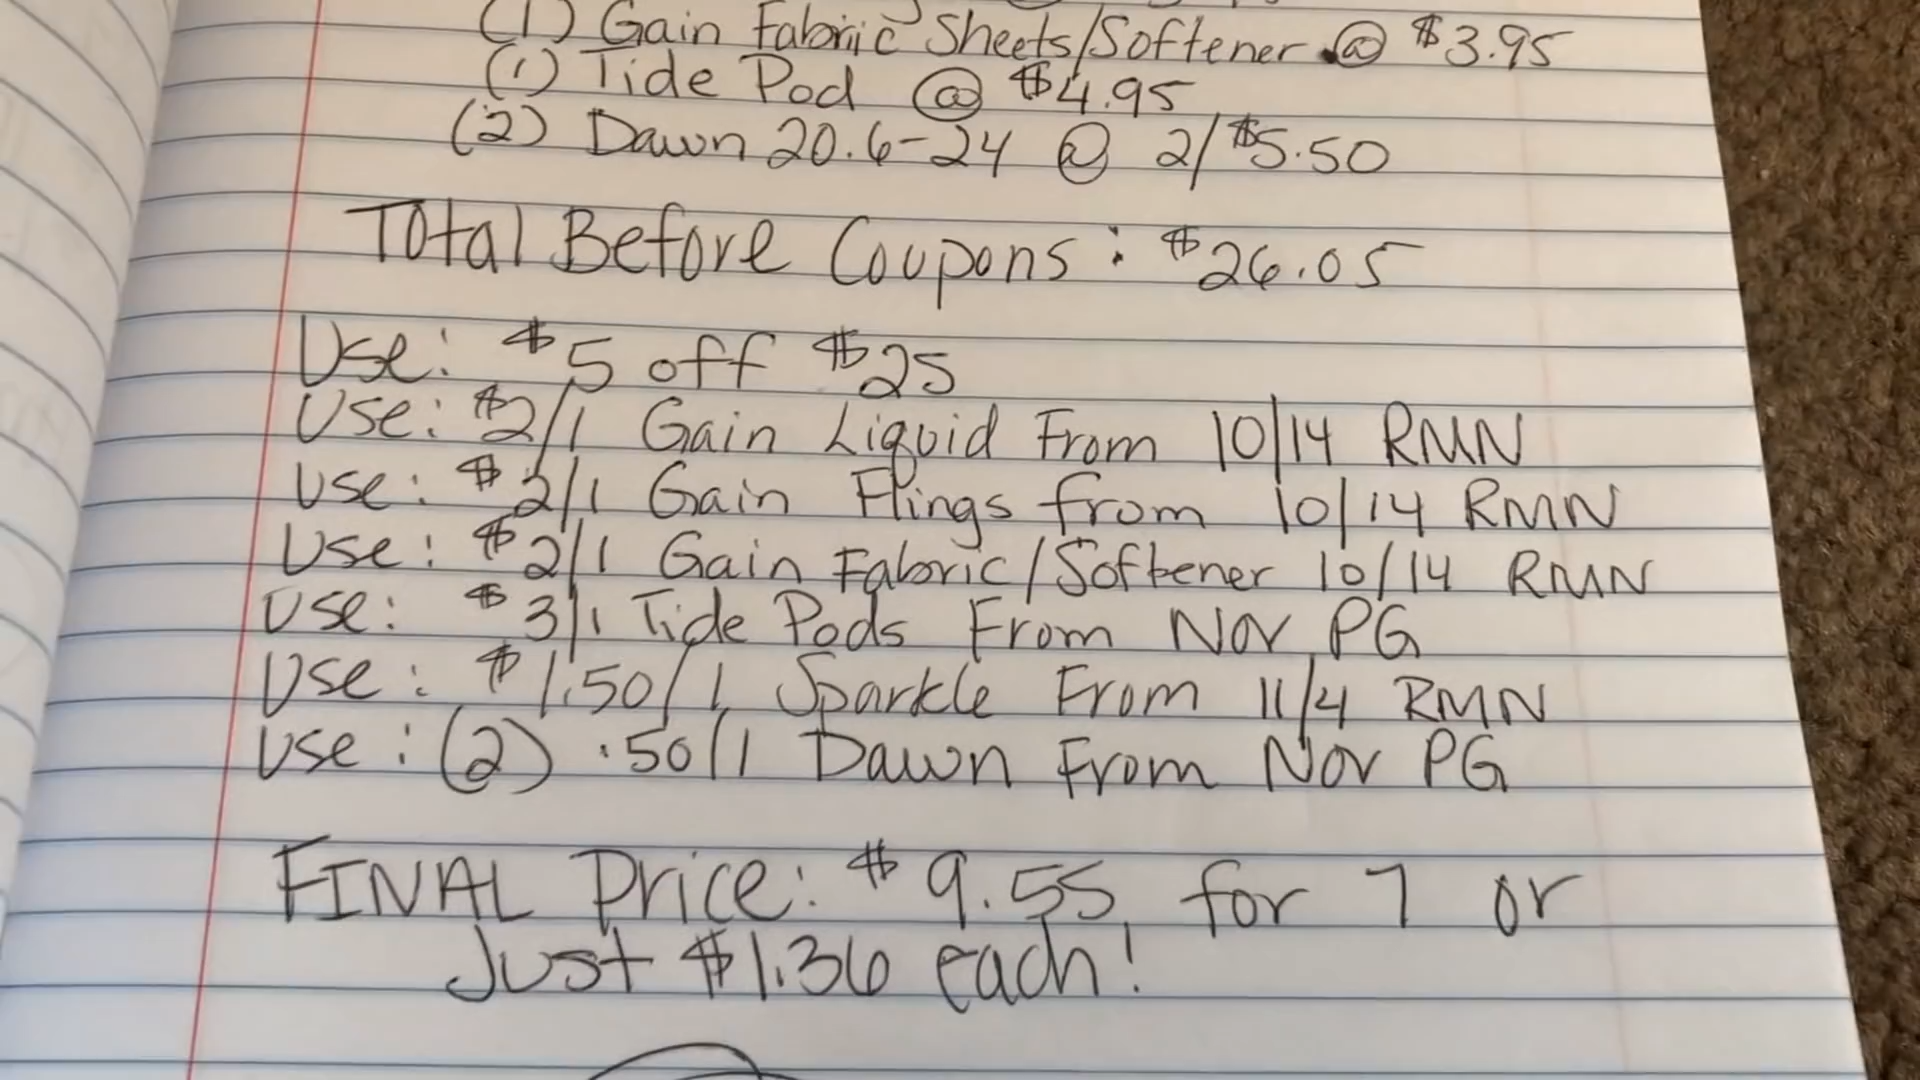 (1) Gain Fabric Sheets/Softener @ $3.95
(1) Tide Pod @ $4.95
(2) Dawn 20.6-24 @ 2/$5.50
Total Before Coupons: $26.05
Use: $5 off $25
Use: $2/1 Gain Liquid From 10/14 RMN
Use: $2/1 Gain Flings from 10/14 RMN
Use: $2/1 Gain Fabric/Softener 10/14 RMN
Use: $3/1 Tide Pods From Nov PG
Use: $1.50/1 Sparkle From 11/4 RMN
Use: (2) .50/1 Dawn From Nov PG
FINAL Price: $9.55 for 7 or
Just $1.36 each!